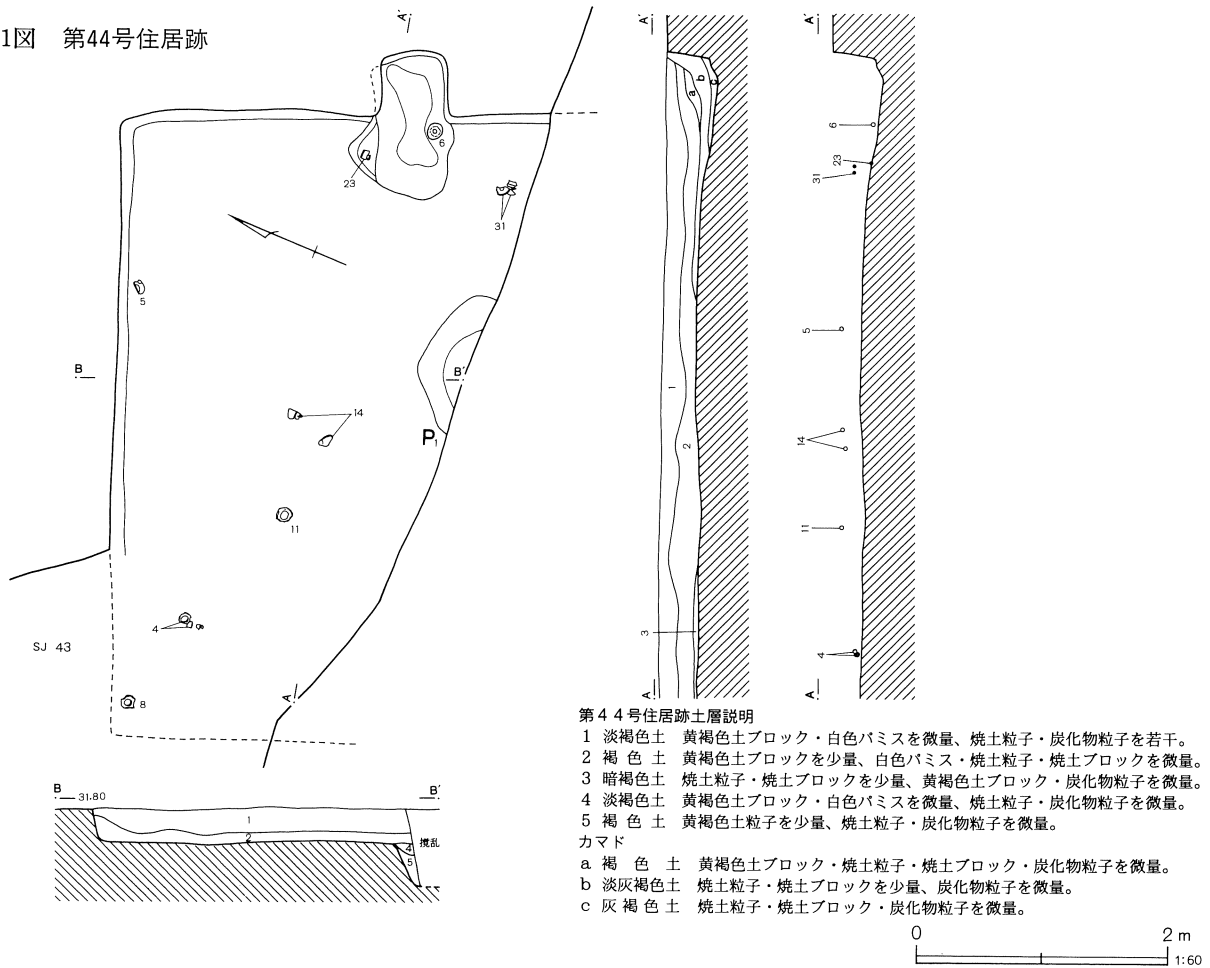 1図 第44号住居跡
A′
6
23
31
5
B
B′
14
P1
11
4
SJ 43
8
A
A′
a
b
c
1
2
3
A
A′
6
23
31
5
14
11
4
A
B
31.80
B′
1
2
4
5
攪乱
第44号住居跡土層説明
1 淡褐色土 黄褐色土ブロック・白色パミスを微量、焼土粒子・炭化物粒子を若干。
2 褐色土 黄褐色土ブロックを少量、白色パミス・焼土粒子・焼土ブロックを微量。
3 暗褐色土 焼土粒子・焼土ブロックを少量、黄褐色土ブロック・炭化物粒子を微量。
4 淡褐色土 黄褐色土ブロック・白色パミスを微量、焼土粒子・炭化物粒子を微量。
5 褐色土 黄褐色土粒子を少量、焼土粒子・炭化物粒子を微量。
カマド
a 褐色土 黄褐色土ブロック・焼土粒子・焼土ブロック・炭化物粒子を微量。
b 淡灰褐色土 焼土粒子・焼土ブロックを少量、炭化物粒子を微量。
c 灰褐色土 焼土粒子・焼土ブロック・炭化物粒子を微量。
0 2m
1:60